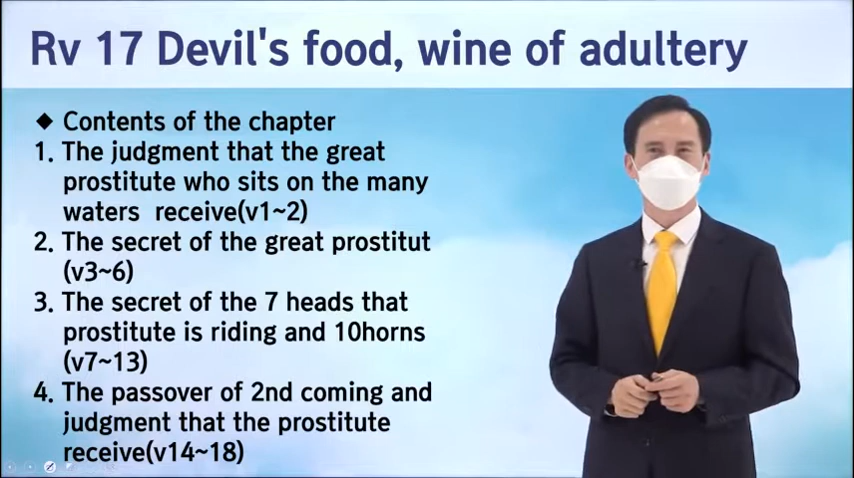 Rv 17 Devil's food, wine of adultery
◆ Contents of the chapter
1. The judgment that the great
prostitute who sits on the many
waters receive(v1~2)
2. The secret of the great prostitut
(v3~6)
3. The secret of the 7 heads that
prostitute is riding and 10horns
(v7~13)
4. The passover of 2nd coming and
judgment that the prostitute
receive(v14~18)